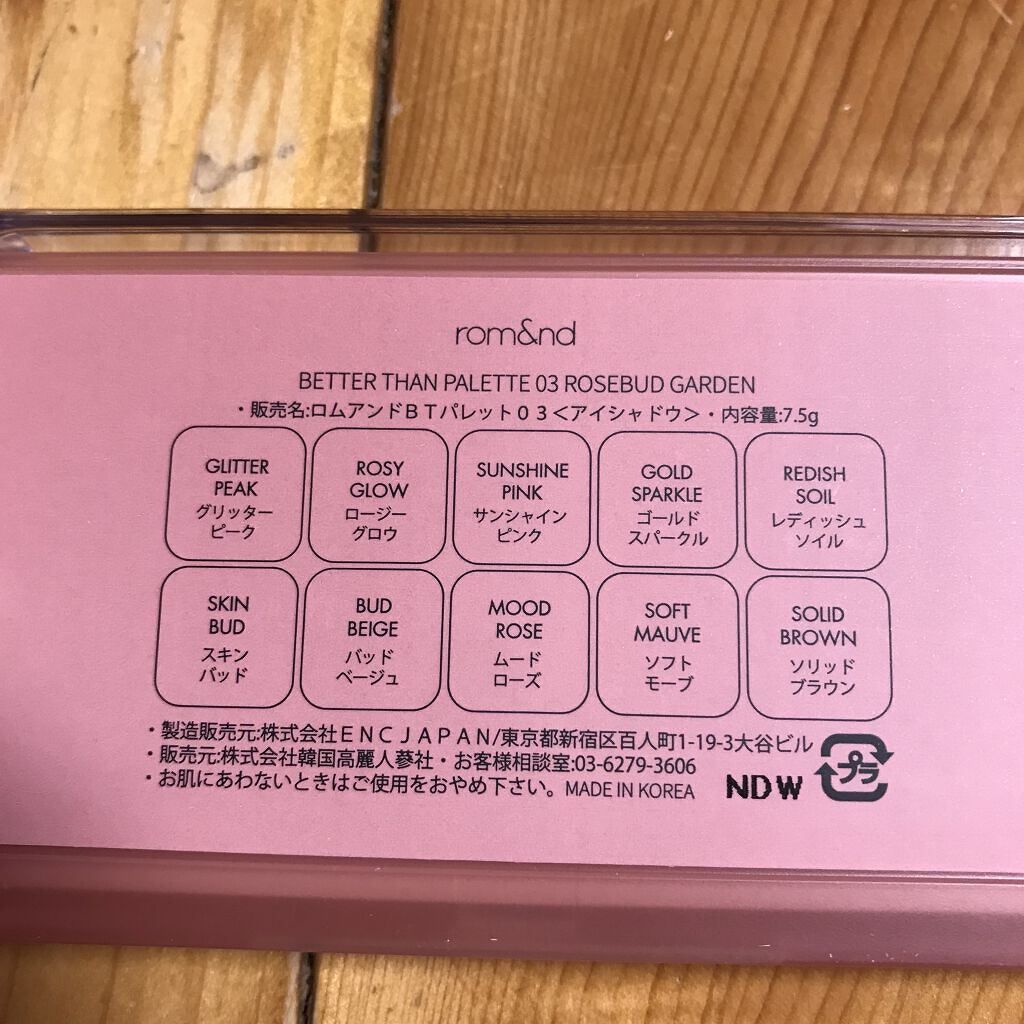 rom&nd
BETTER THAN PALETTE 03 ROSEBUD GARDEN
・販売名:ロムアンドＢＴパレット０３＜アイシャドウ＞・内容量:7.5g
GLITTER
PEAK
グリッター
ピーク
ROSY
GLOW
ロージー
グロウ
SUNSHINE
PINK
サンシャイン
ピンク
GOLD
SPARKLE
ゴールド
スパークル
REDISH
SOIL
レディッシュ
ソイル
SKIN
BUD
スキン
バッド
BUD
BEIGE
バッド
ベージュ
MOOD
ROSE
ムード
ローズ
SOFT
MAUVE
ソフト
モーブ
SOLID
BROWN
ソリッド
ブラウン
・製造販売元:株式会社ＥＮＣＪＡＰＡＮ/東京都新宿区百人町1-19-3大谷ビル
・販売元:株式会社韓国高麗人蔘社・お客様相談室:03-6279-3606
・お肌にあわないときはご使用をおやめ下さい。MADE IN KOREA
NDW
プラ